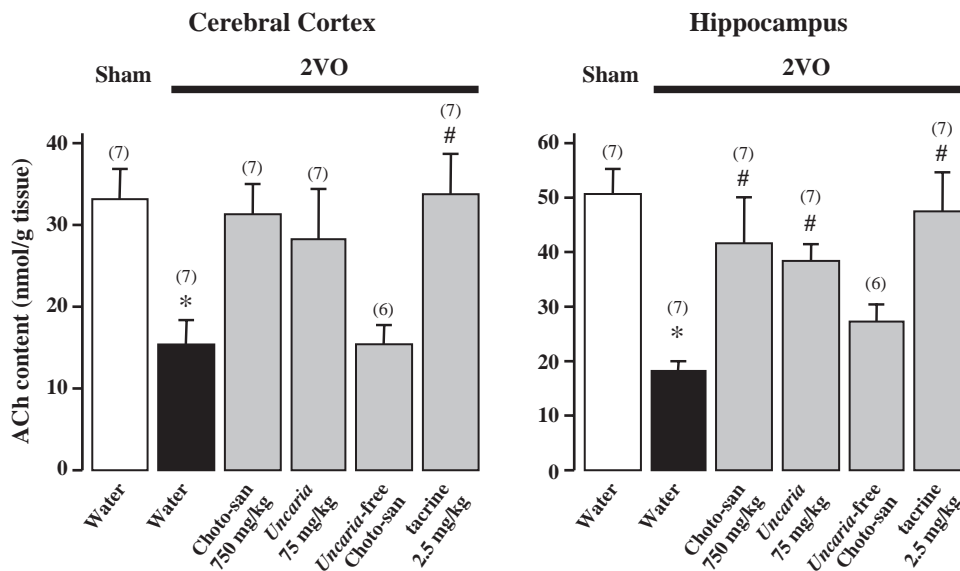 Cerebral Cortex
Sham
2VO
ACh content (nmol/g tissue)
40
30
20
10
0
(7)
(7)
*
(7)
(7)
(6)
(7)
#
Water
Water
Choto-san
750 mg/kg
Uncaria
75 mg/kg
Uncaria-free
Choto-san
tacrine
2.5 mg/kg
Hippocampus
Sham
2VO
60
50
40
30
20
10
0
(7)
(7)
*
(7)
#
(7)
#
(6)
(7)
#
Water
Water
Choto-san
750 mg/kg
Uncaria
75 mg/kg
Uncaria-free
Choto-san
tacrine
2.5 mg/kg